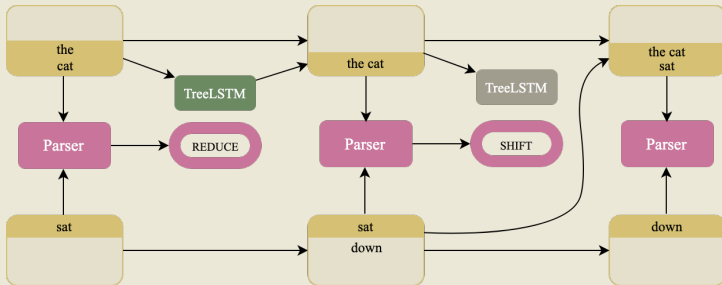 the
cat
the cat
the cat
sat
TreeLSTM
TreeLSTM
Parser
REDUCE
Parser
SHIFT
Parser
sat
sat
down
down